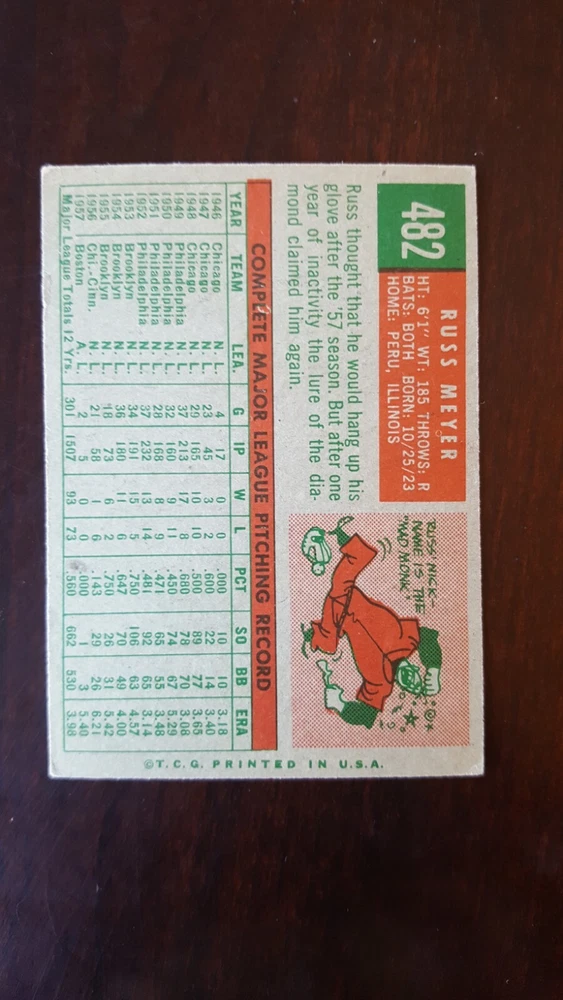 482
RUSS MEYER
HT: 6'1" WT: 185 THROWS: R
BATS: BOTH BORN: 10/25/23
HOME: PERU, ILLINOIS
Russ thought that he would hang up his
glove after the '57 season. But after one
year of inactivity the lure of the dia-
mond claimed him again.
RUSS' NICK-
NAME IS THE
"MAD MONK"
COMPLETE MAJOR LEAGUE PITCHING RECORD
YEAR TEAM LEA. G IP W L PCT SO BB ERA
1946 Chicago N. L. 4 17 0 0 .000 10 10 3.18
1947 Chicago N. L. 23 45 3 2 .600 22 14 3.40
1948 Chicago N. L. 29 165 10 10 .500 89 77 3.65
1949 Philadelphia N. L. 37 213 17 8 .680 78 70 3.08
1950 Philadelphia N. L. 32 160 9 11 .450 74 67 5.29
1951 Philadelphia N. L. 28 168 8 9 .471 65 55 3.48
1952 Philadelphia N. L. 37 232 13 14 .481 92 65 3.14
1953 Brooklyn N. L. 34 191 15 5 .750 106 63 4.57
1954 Brooklyn N. L. 36 180 11 6 .647 70 49 4.00
1955 Brooklyn N. L. 18 73 6 2 .750 26 31 5.42
1956 Chi.-Cinn. N. L. 21 58 1 6 .143 29 26 6.21
1957 Boston A. L. 2 5 0 0 .000 1 3 5.40
Major League Totals 12 Yrs. 301 1507 93 73 .560 662 530 3.98
©T.C.G. PRINTED IN U.S.A.